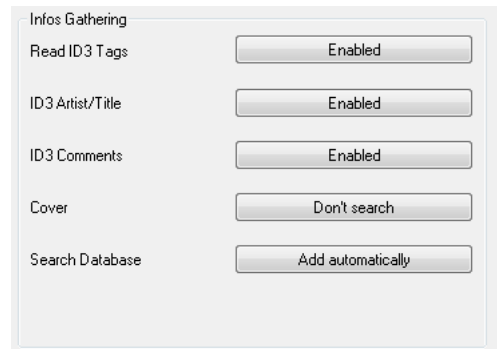 Infos Gathering
Read ID3 Tags Enabled
ID3 Artist/Title Enabled
ID3 Comments Enabled
Cover Don't search
Search Database Add automatically